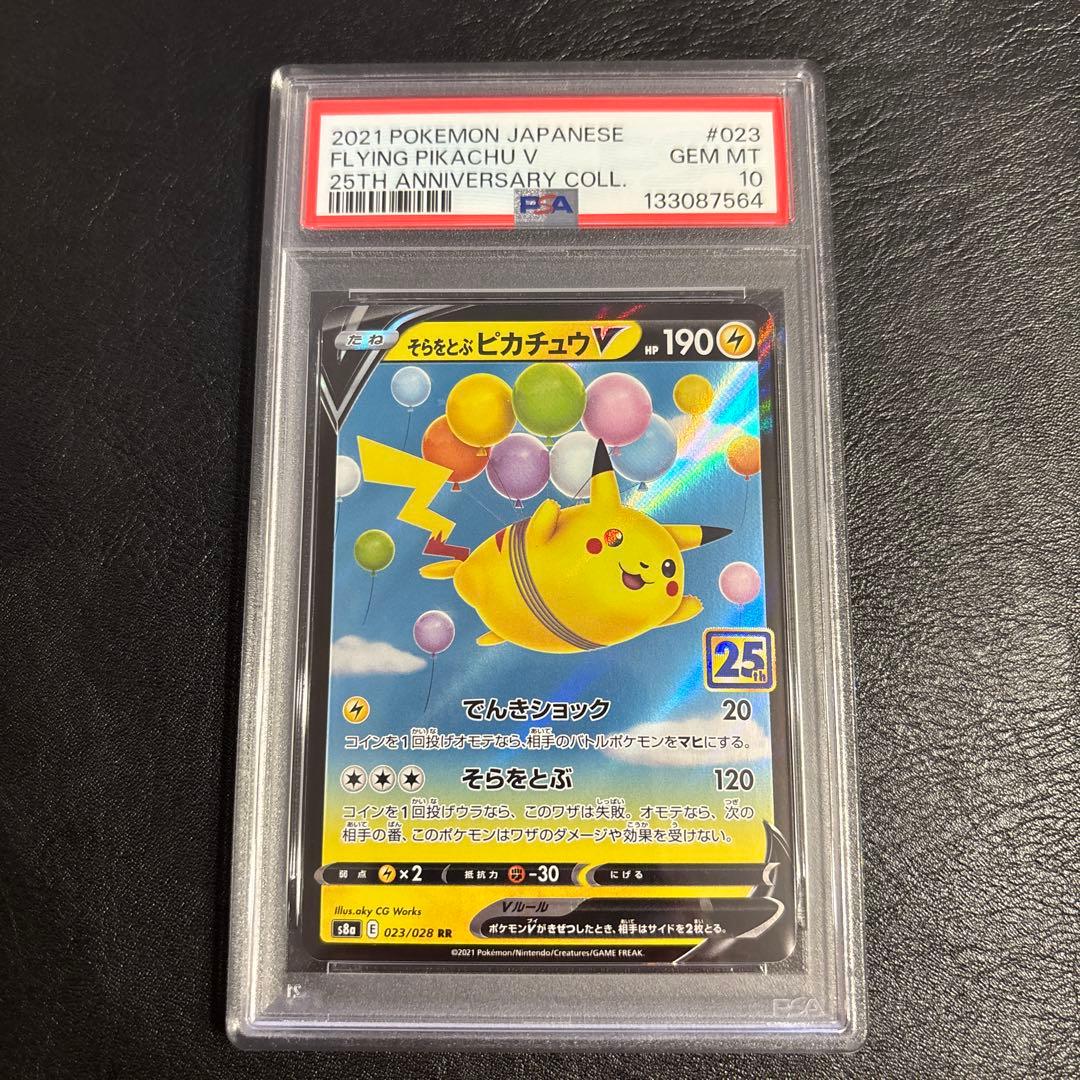 2021 POKEMON JAPANESE #023
FLYING PIKACHU V GEM MT
25TH ANNIVERSARY COLL. 10
PSA 133087564
たね そらをとぶピカチュウV HP 190
25th
でんきショック 20
コインを1回投げオモテなら、相手のバトルポケモンをマヒにする。
そらをとぶ 120
コインを1回投げウラなら、このワザは失敗。オモテなら、次の
相手の番、このポケモンはワザのダメージや効果を受けない。
弱点 ×2 抵抗力 -30 にげる
Illus.aky CG Works
Vルール
ポケモンVがきぜつしたとき、相手はサイドを2枚とる。
s8a E 023/028 RR
©2021 Pokémon/Nintendo/Creatures/GAME FREAK.
PSA